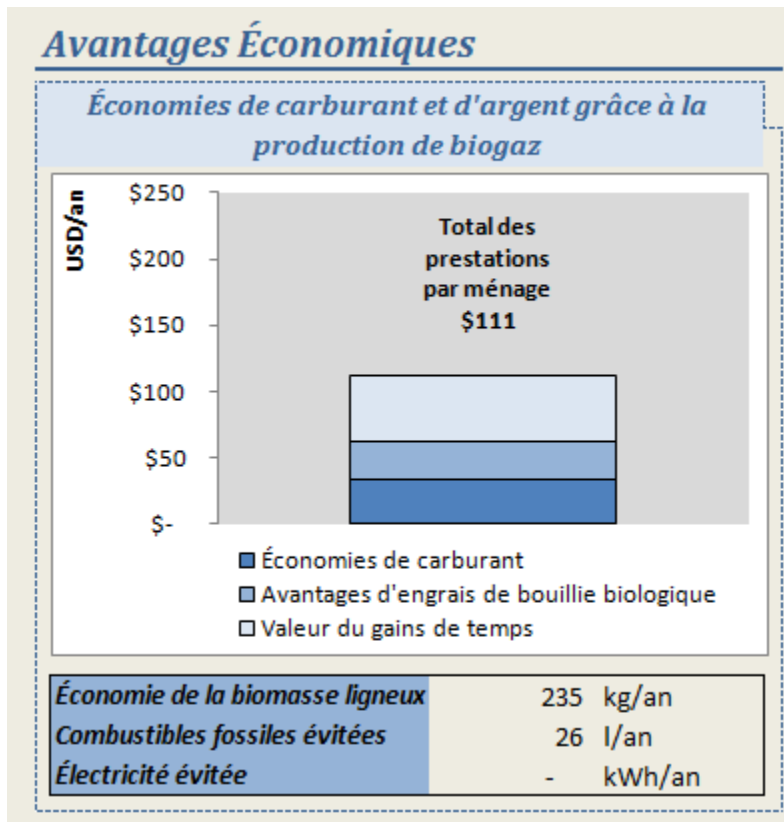 Avantages Économiques
Économies de carburant et d'argent grâce à la
production de biogaz
USD/an
$250
$200
$150
$100
$50
$-
Total des
prestations
par ménage
$111
Économies de carburant
Avantages d'engrais de bouillie biologique
Valeur du gains de temps
Économie de la biomasse ligneux 235 kg/an
Combustibles fossiles évitées 26 l/an
Électricité évitée - kWh/an